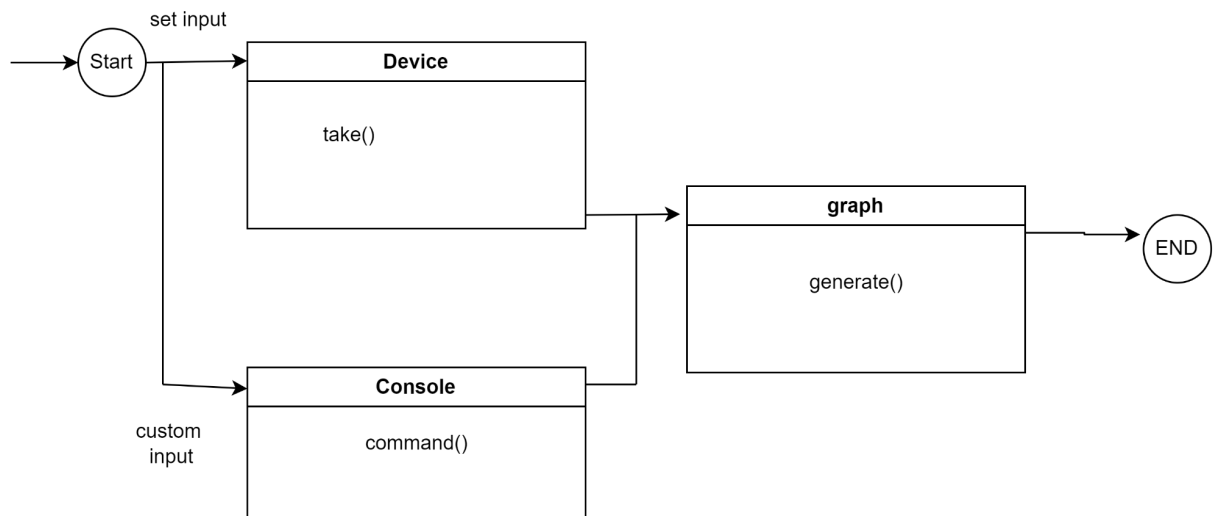 set input
Start
Device
take()
graph
generate()
END
Console
command()
custom
input